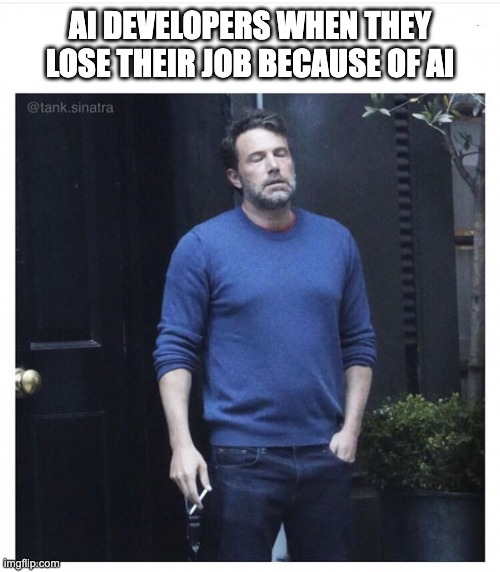 AI DEVELOPERS WHEN THEY
LOSE THEIR JOB BECAUSE OF AI
@tank.sinatra
imgflip.com